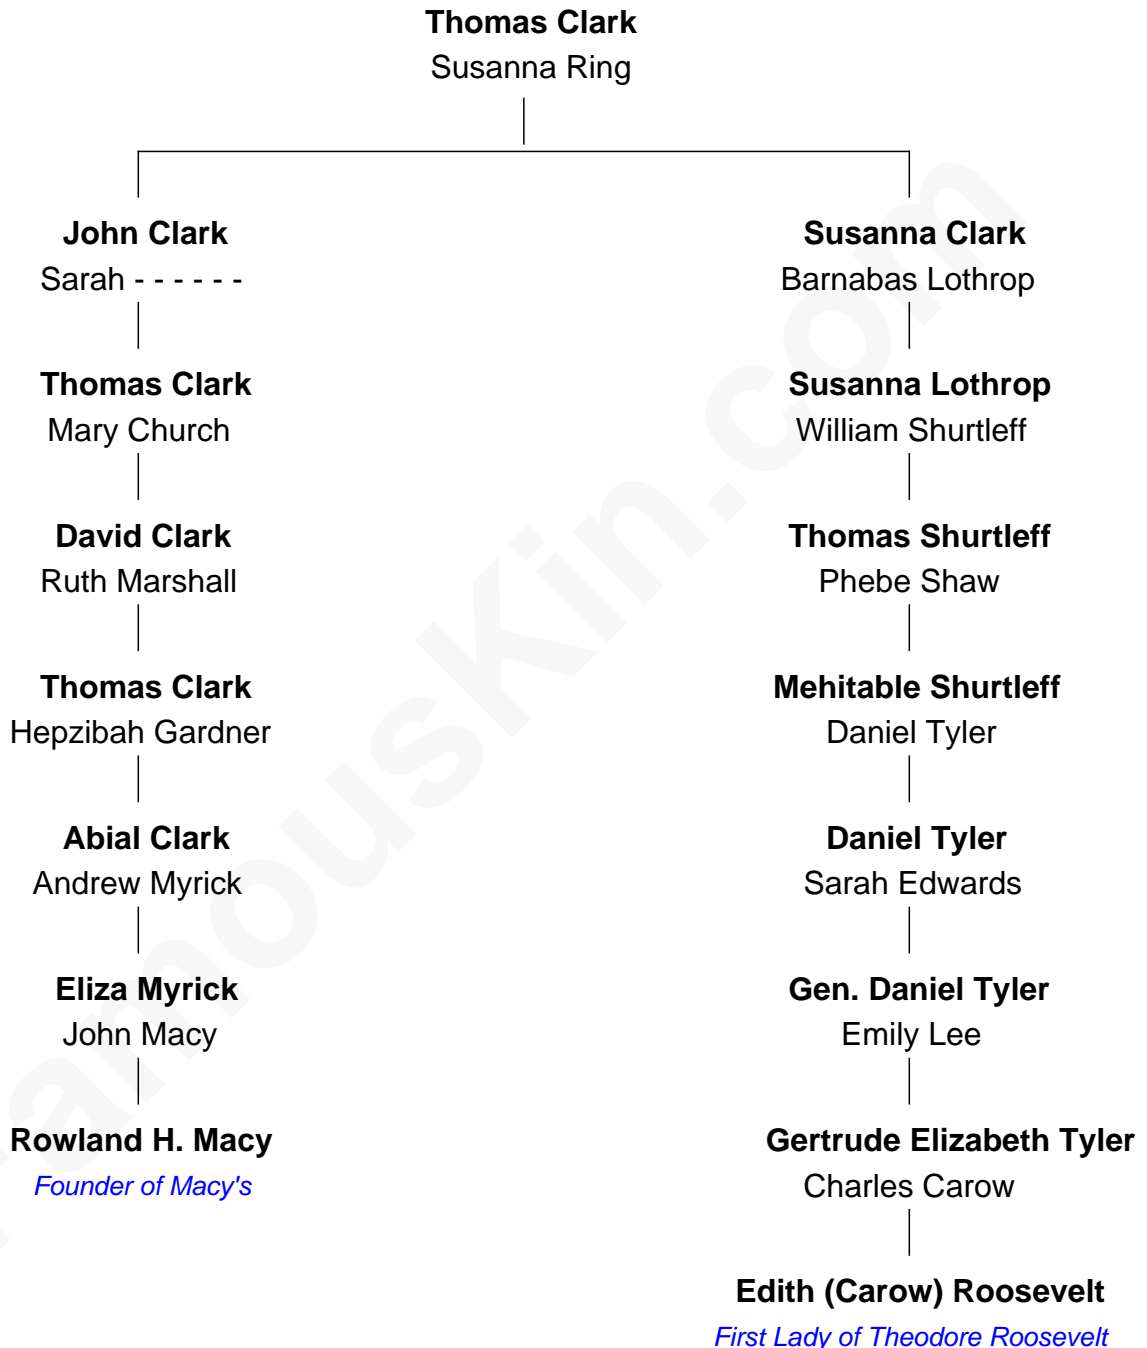 Thomas Clark
Susanna Ring
John Clark
Sarah - - - - - -
Susanna Clark
Barnabas Lothrop
Thomas Clark
Mary Church
Susanna Lothrop
William Shurtleff
David Clark
Ruth Marshall
Thomas Shurtleff
Phebe Shaw
Thomas Clark
Hepzibah Gardner
Mehitable Shurtleff
Daniel Tyler
Abial Clark
Andrew Myrick
Daniel Tyler
Sarah Edwards
Eliza Myrick
John Macy
Gen. Daniel Tyler
Emily Lee
Rowland H. Macy
Founder of Macy's
Gertrude Elizabeth Tyler
Charles Carow
Edith (Carow) Roosevelt
First Lady of Theodore Roosevelt
FamousKin.com